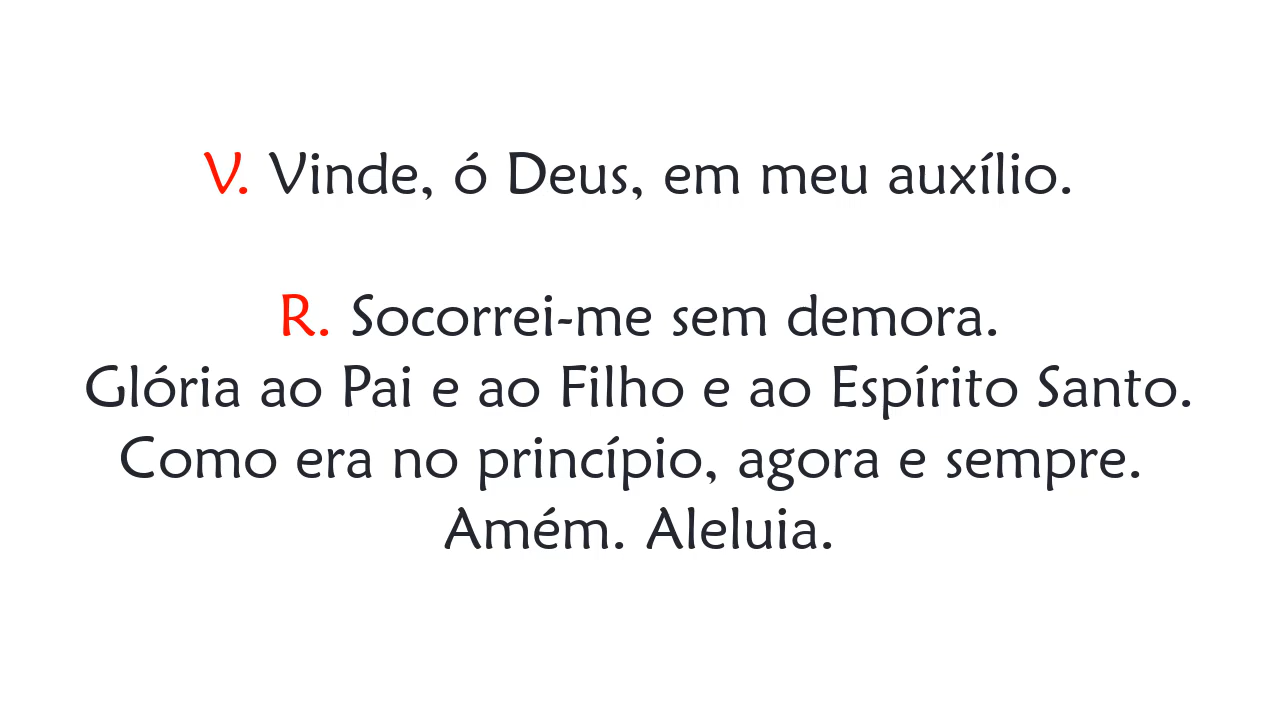 V. Vinde, ó Deus, em meu auxílio.
R. Socorrei-me sem demora.
Glória ao Pai e ao Filho e ao Espírito Santo.
Como era no princípio, agora e sempre.
Amém. Aleluia.